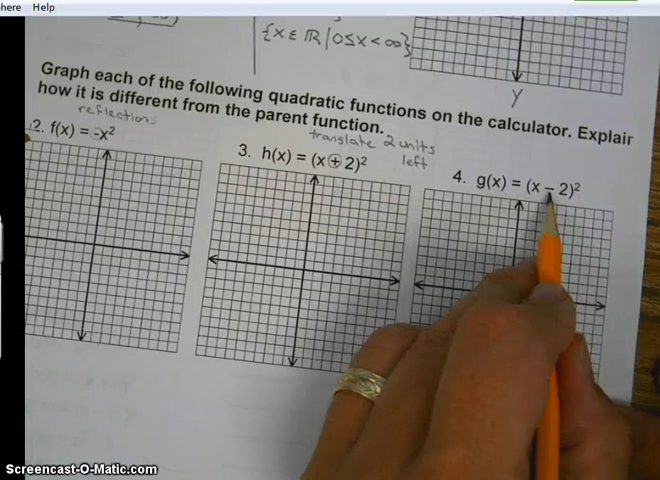 here Help
{x ∈ ℝ | 0 ≤ x < ∞}
y
Graph each of the following quadratic functions on the calculator. Explair
how it is different from the parent function.
reflection
translate 2 units
left
2. f(x) = -x²
3. h(x) = (x + 2)²
4. g(x) = (x − 2)²
Screencast-O-Matic.com